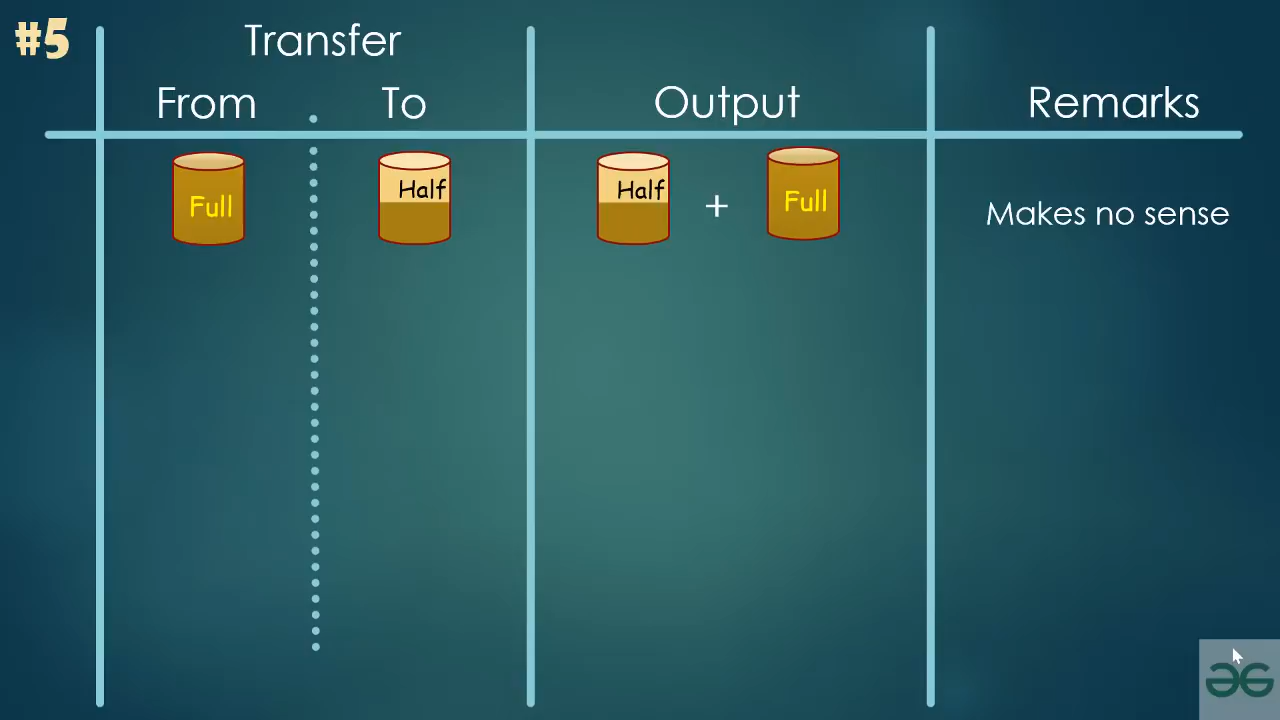 #5
Transfer
From To Output Remarks
Full Half Half + Full Makes no sense